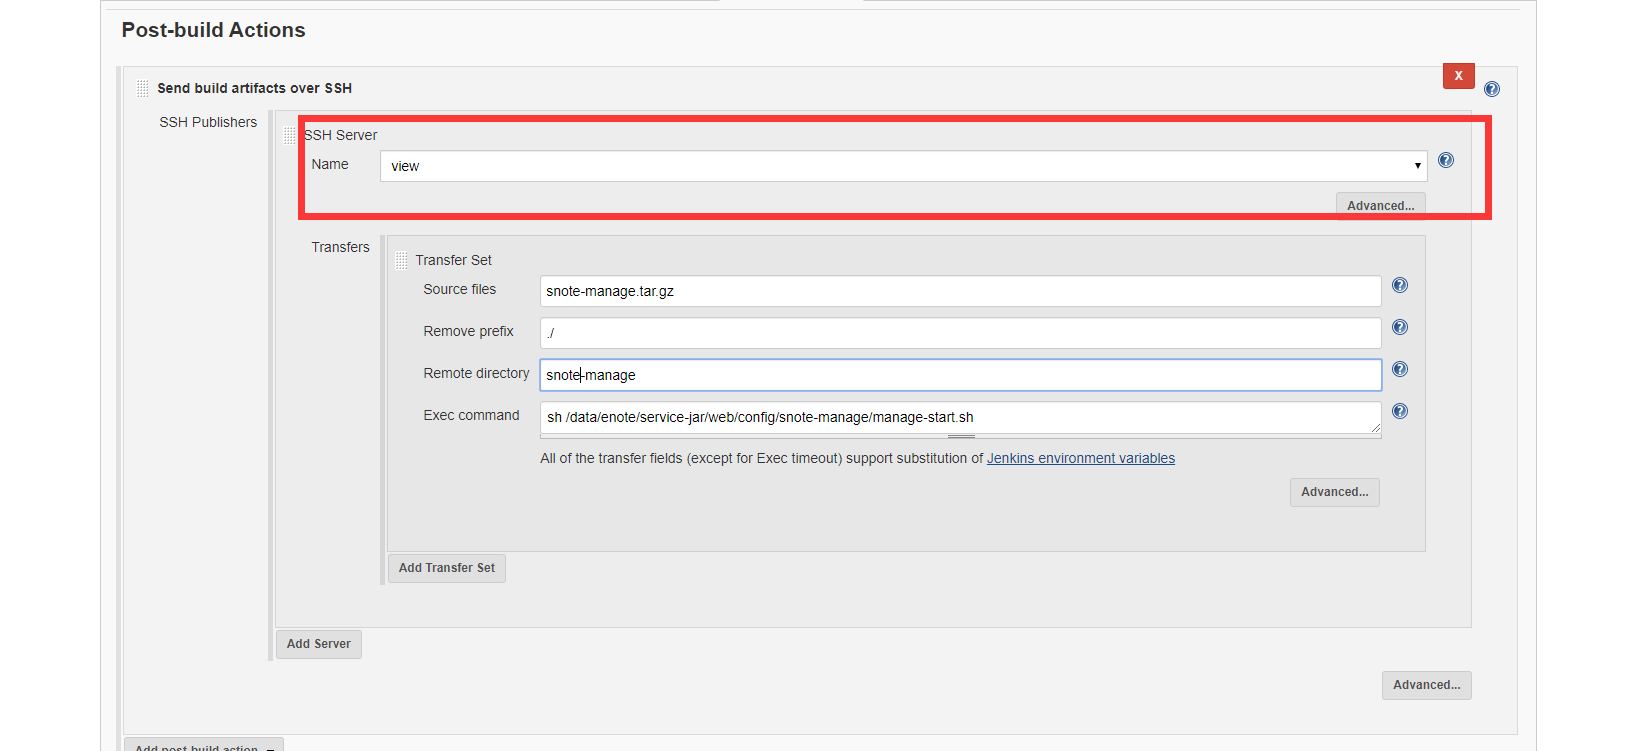 Post-build Actions
X
Send build artifacts over SSH
SSH Publishers
SSH Server
Name view
Advanced...
Transfers
Transfer Set
Source files snote-manage.tar.gz
Remove prefix ./
Remote directory snote-manage
Exec command sh /data/enote/service-jar/web/config/snote-manage/manage-start.sh
All of the transfer fields (except for Exec timeout) support substitution of Jenkins environment variables
Advanced...
Add Transfer Set
Add Server
Advanced...
Add post-build action